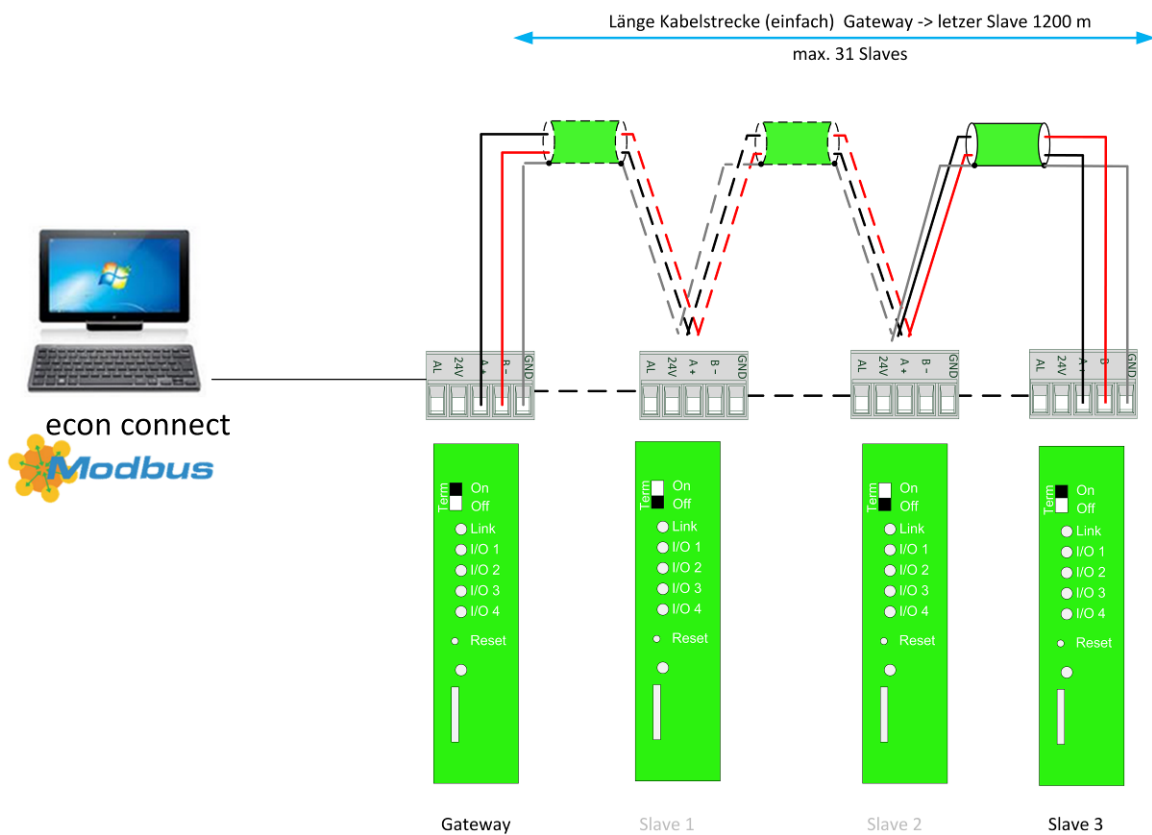 Länge Kabelstrecke (einfach) Gateway -> letzer Slave 1200 m
max. 31 Slaves
AL 24V A+ B- GND
AL 24V A+ B- GND
AL 24V A+ B- GND
AL 24V A+ B GND
econ connect
Modbus
Term On
Off
Link
I/O 1
I/O 2
I/O 3
I/O 4
Reset
Gateway
Term On
Off
Link
I/O 1
I/O 2
I/O 3
I/O 4
Reset
Slave 1
Term On
Off
Link
I/O 1
I/O 2
I/O 3
I/O 4
Reset
Slave 2
Term On
Off
Link
I/O 1
I/O 2
I/O 3
I/O 4
Reset
Slave 3